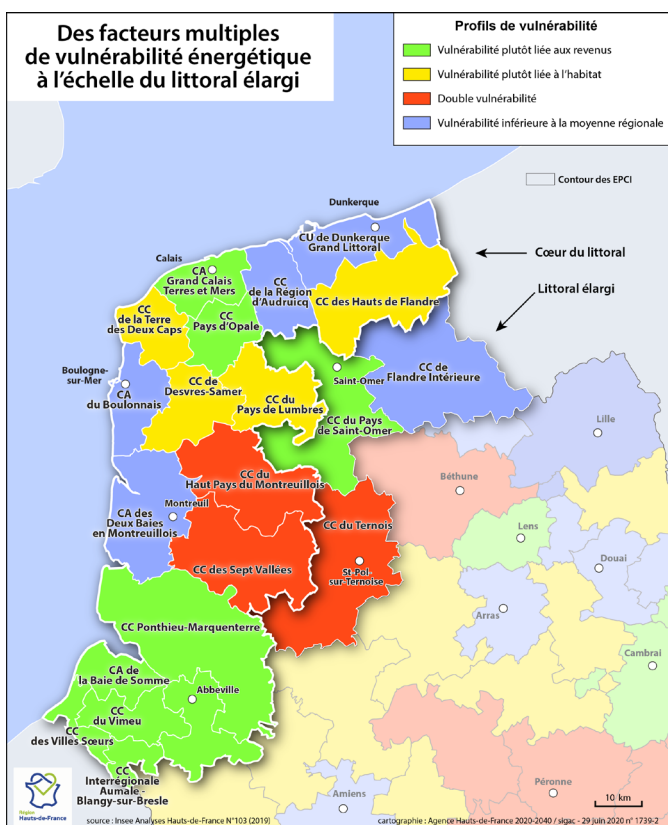 Des facteurs multiples
de vulnérabilité énergétique
à l'échelle du littoral élargi
Profils de vulnérabilité
Vulnérabilité plutôt liée aux revenus
Vulnérabilité plutôt liée à l'habitat
Double vulnérabilité
Vulnérabilité inférieure à la moyenne régionale
Contour des EPCI
Dunkerque
CU de Dunkerque
Grand Littoral
Cœur du littoral
Calais
CA
Grand Calais
Terres et Mers
CC
de la Région
d'Audruicq
CC des Hauts de Flandre
Littoral élargi
CC
de la Terre
des Deux Caps
CC
Pays d'Opale
Boulogne-
sur-Mer
CA
du Boulonnais
CC de
Desvres-Samer
CC du
Pays de Lumbres
Saint-Omer
CC de
Flandre Intérieure
CC du Pays
de Saint-Omer
Lille
CC du
Haut Pays du Montreuillois
Béthune
CA des
Deux Baies
en Montreuillois
Montreuil
CC du Ternois
Lens
CC des Sept Vallées
St-Pol-
sur-Ternoise
Douai
Arras
CC Ponthieu-Marquenterre
Cambrai
CA de
la Baie de Somme
Abbeville
CC
du Vimeu
CC
des Villes Sœurs
CC
Interrégionale
Aumale -
Blangy-sur-Bresle
Amiens
Péronne
10 km
Région
Hauts-de-France
source : Insee Analyses Hauts-de-France N°103 (2019)
cartographie : Agence Hauts-de-France 2020-2040 / sigac - 29 juin 2020 n° 1739-2